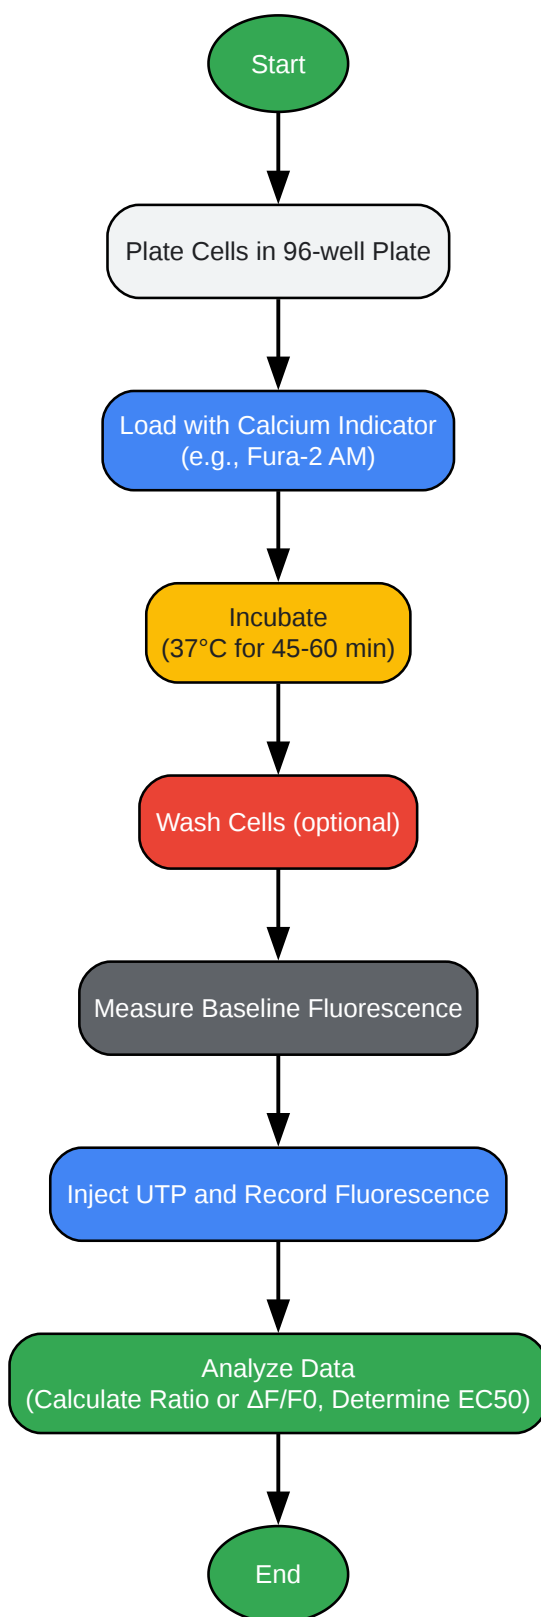 Start
Plate Cells in 96-well Plate
Load with Calcium Indicator
(e.g., Fura-2 AM)
Incubate
(37°C for 45-60 min)
Wash Cells (optional)
Measure Baseline Fluorescence
Inject UTP and Record Fluorescence
Analyze Data
(Calculate Ratio or ΔF/F0, Determine EC50)
End